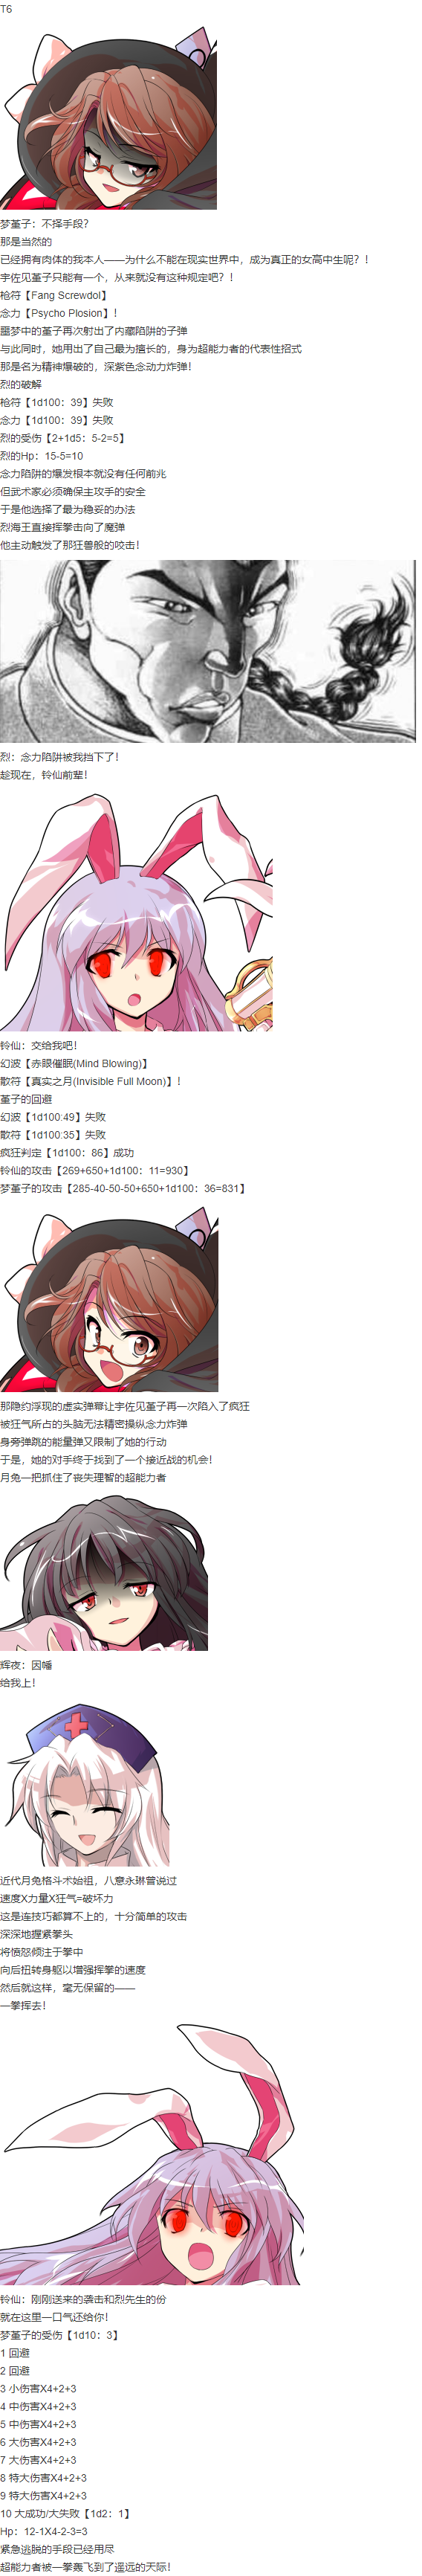 T6
梦堇子：不择手段？
那是当然的
已经拥有肉体的我本人——为什么不能在现实世界中，成为真正的女高中生呢？！
宇佐见堇子只能有一个，从来就没有这种规定吧？！
枪符【Fang Screwdol】
念力【Psycho Plosion】！
噩梦中的堇子再次射出了内藏陷阱的子弹
与此同时，她用出了自己最为擅长的，身为超能力者的代表性招式
那是名为精神爆破的，深紫色念动力炸弹！
烈的破解
枪符【1d100：39】失败
念力【1d100：39】失败
烈的受伤【2+1d5：5-2=5】
烈的Hp：15-5=10
念力陷阱的爆发根本就没有任何前兆
但武术家必须确保主攻手的安全
于是他选择了最为稳妥的办法
烈海王直接挥拳击向了魔弹
他主动触发了那狂兽般的咬击！
烈：念力陷阱被我挡下了！
趁现在，铃仙前辈！
铃仙：交给我吧！
幻波【赤眼催眠(Mind Blowing)】
散符【真实之月(Invisible Full Moon)】！
堇子的回避
幻波【1d100:49】失败
散符【1d100:35】失败
疯狂判定【1d100：86】成功
铃仙的攻击【269+650+1d100：11=930】
梦堇子的攻击【285-40-50-50+650+1d100：36=831】
那隐约浮现的虚实弹幕让宇佐见堇子再一次陷入了疯狂
被狂气所占的头脑无法精密操纵念力炸弹
身旁弹跳的能量弹又限制了她的行动
于是，她的对手终于找到了一个接近战的机会！
月兔一把抓住了丧失理智的超能力者
辉夜：因幡
给我上！
近代月兔格斗术始祖，八意永琳曾说过
速度X力量X狂气=破坏力
这是连技巧都算不上的，十分简单的攻击
深深地握紧拳头
将愤怒倾注于拳中
向后扭转身躯以增强挥拳的速度
然后就这样，毫无保留的——
一拳挥去！
铃仙：刚刚送来的袭击和烈先生的份
就在这里一口气还给你！
梦堇子的受伤【1d10：3】
1 回避
2 回避
3 小伤害X4+2+3
4 中伤害X4+2+3
5 中伤害X4+2+3
6 大伤害X4+2+3
7 大伤害X4+2+3
8 特大伤害X4+2+3
9 特大伤害X4+2+3
10 大成功/大失败【1d2：1】
Hp：12-1X4-2-3=3
紧急逃脱的手段已经用尽
超能力者被一拳轰飞到了遥远的天际！